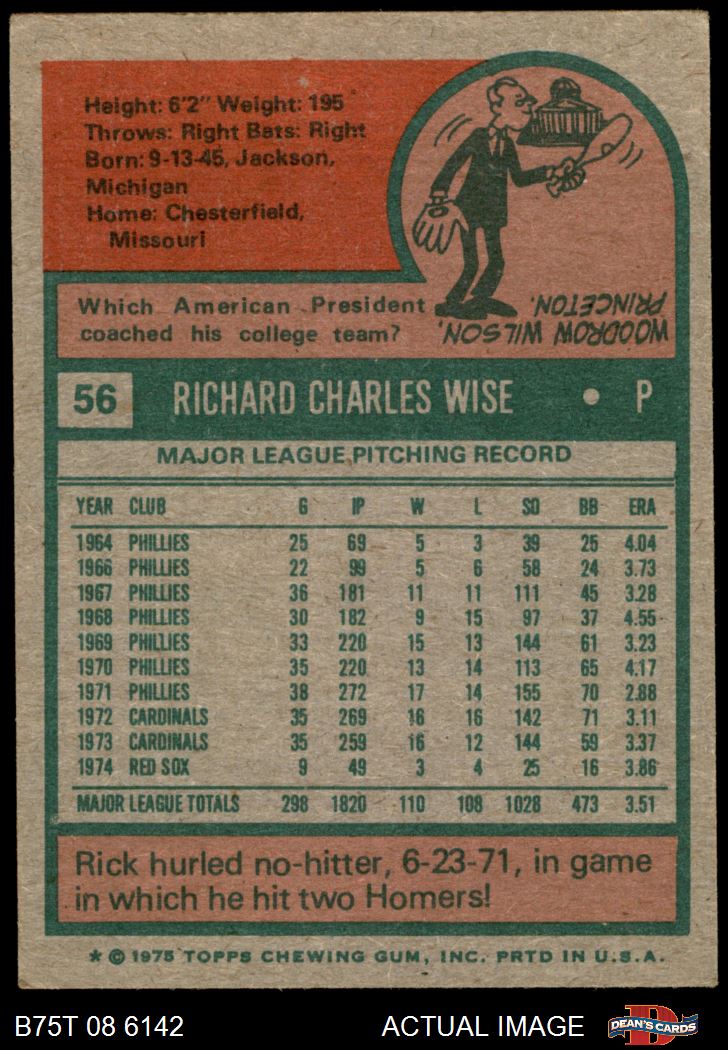 Height: 6'2" Weight: 195
Throws: Right Bats: Right
Born: 9-13-45, Jackson,
Michigan
Home: Chesterfield,
Missouri
Which American President
coached his college team?
WOODROW WILSON,
PRINCETON.
56 RICHARD CHARLES WISE • P
MAJOR LEAGUE PITCHING RECORD
YEAR CLUB G IP W L SO BB ERA
1964 PHILLIES 25 69 5 3 39 25 4.04
1966 PHILLIES 22 99 5 6 58 24 3.73
1967 PHILLIES 36 181 11 11 111 45 3.28
1968 PHILLIES 30 182 9 15 97 37 4.55
1969 PHILLIES 33 220 15 13 144 61 3.23
1970 PHILLIES 35 220 13 14 113 65 4.17
1971 PHILLIES 38 272 17 14 155 70 2.88
1972 CARDINALS 35 269 16 16 142 71 3.11
1973 CARDINALS 35 259 16 12 144 59 3.37
1974 RED SOX 9 49 3 4 25 16 3.86
MAJOR LEAGUE TOTALS 298 1820 110 108 1028 473 3.51
Rick hurled no-hitter, 6-23-71, in game
in which he hit two Homers!
* © 1975 TOPPS CHEWING GUM, INC. PRTD IN U.S.A.
B75T 08 6142 ACTUAL IMAGE D DEAN'S CARDS